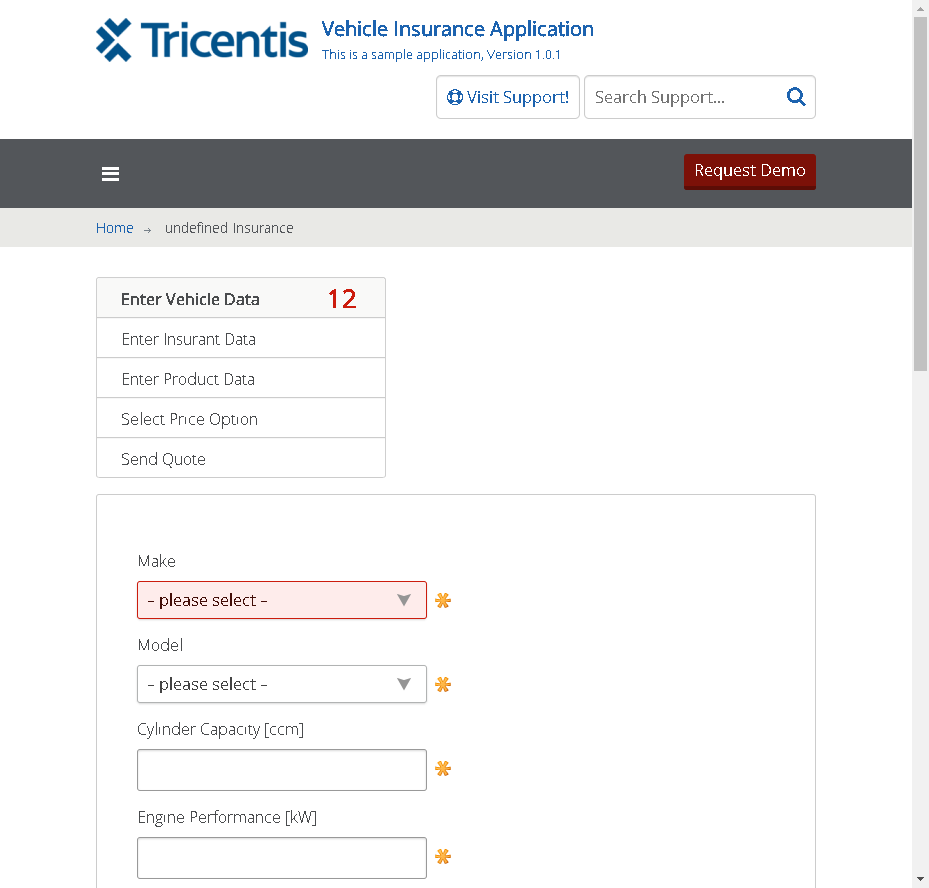 Tricentis
Vehicle Insurance Application
This is a sample application, Version 1.0.1
Visit Support!
Search Support...
Request Demo
Home → undefined Insurance
Enter Vehicle Data 12
Enter Insurant Data
Enter Product Data
Select Price Option
Send Quote
Make
– please select –
Model
– please select –
Cylinder Capacity [ccm]
Engine Performance [kW]